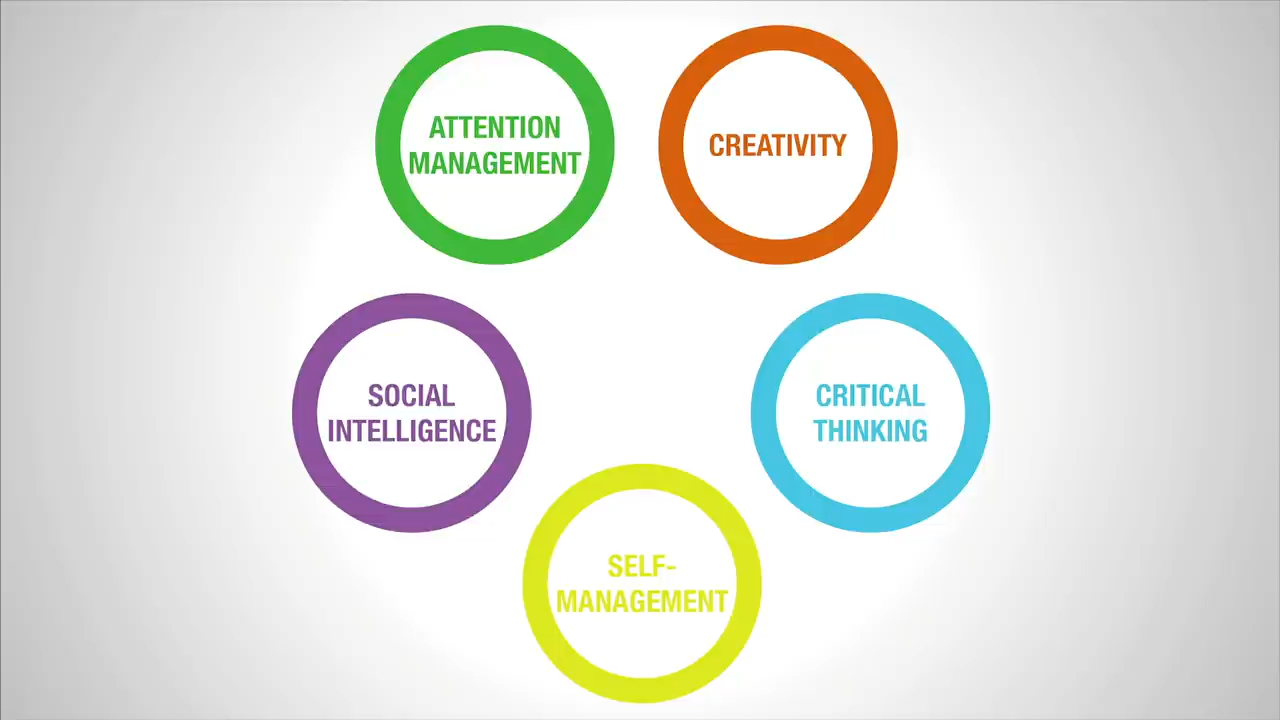 ATTENTION
MANAGEMENT
CREATIVITY
SOCIAL
INTELLIGENCE
CRITICAL
THINKING
SELF-
MANAGEMENT